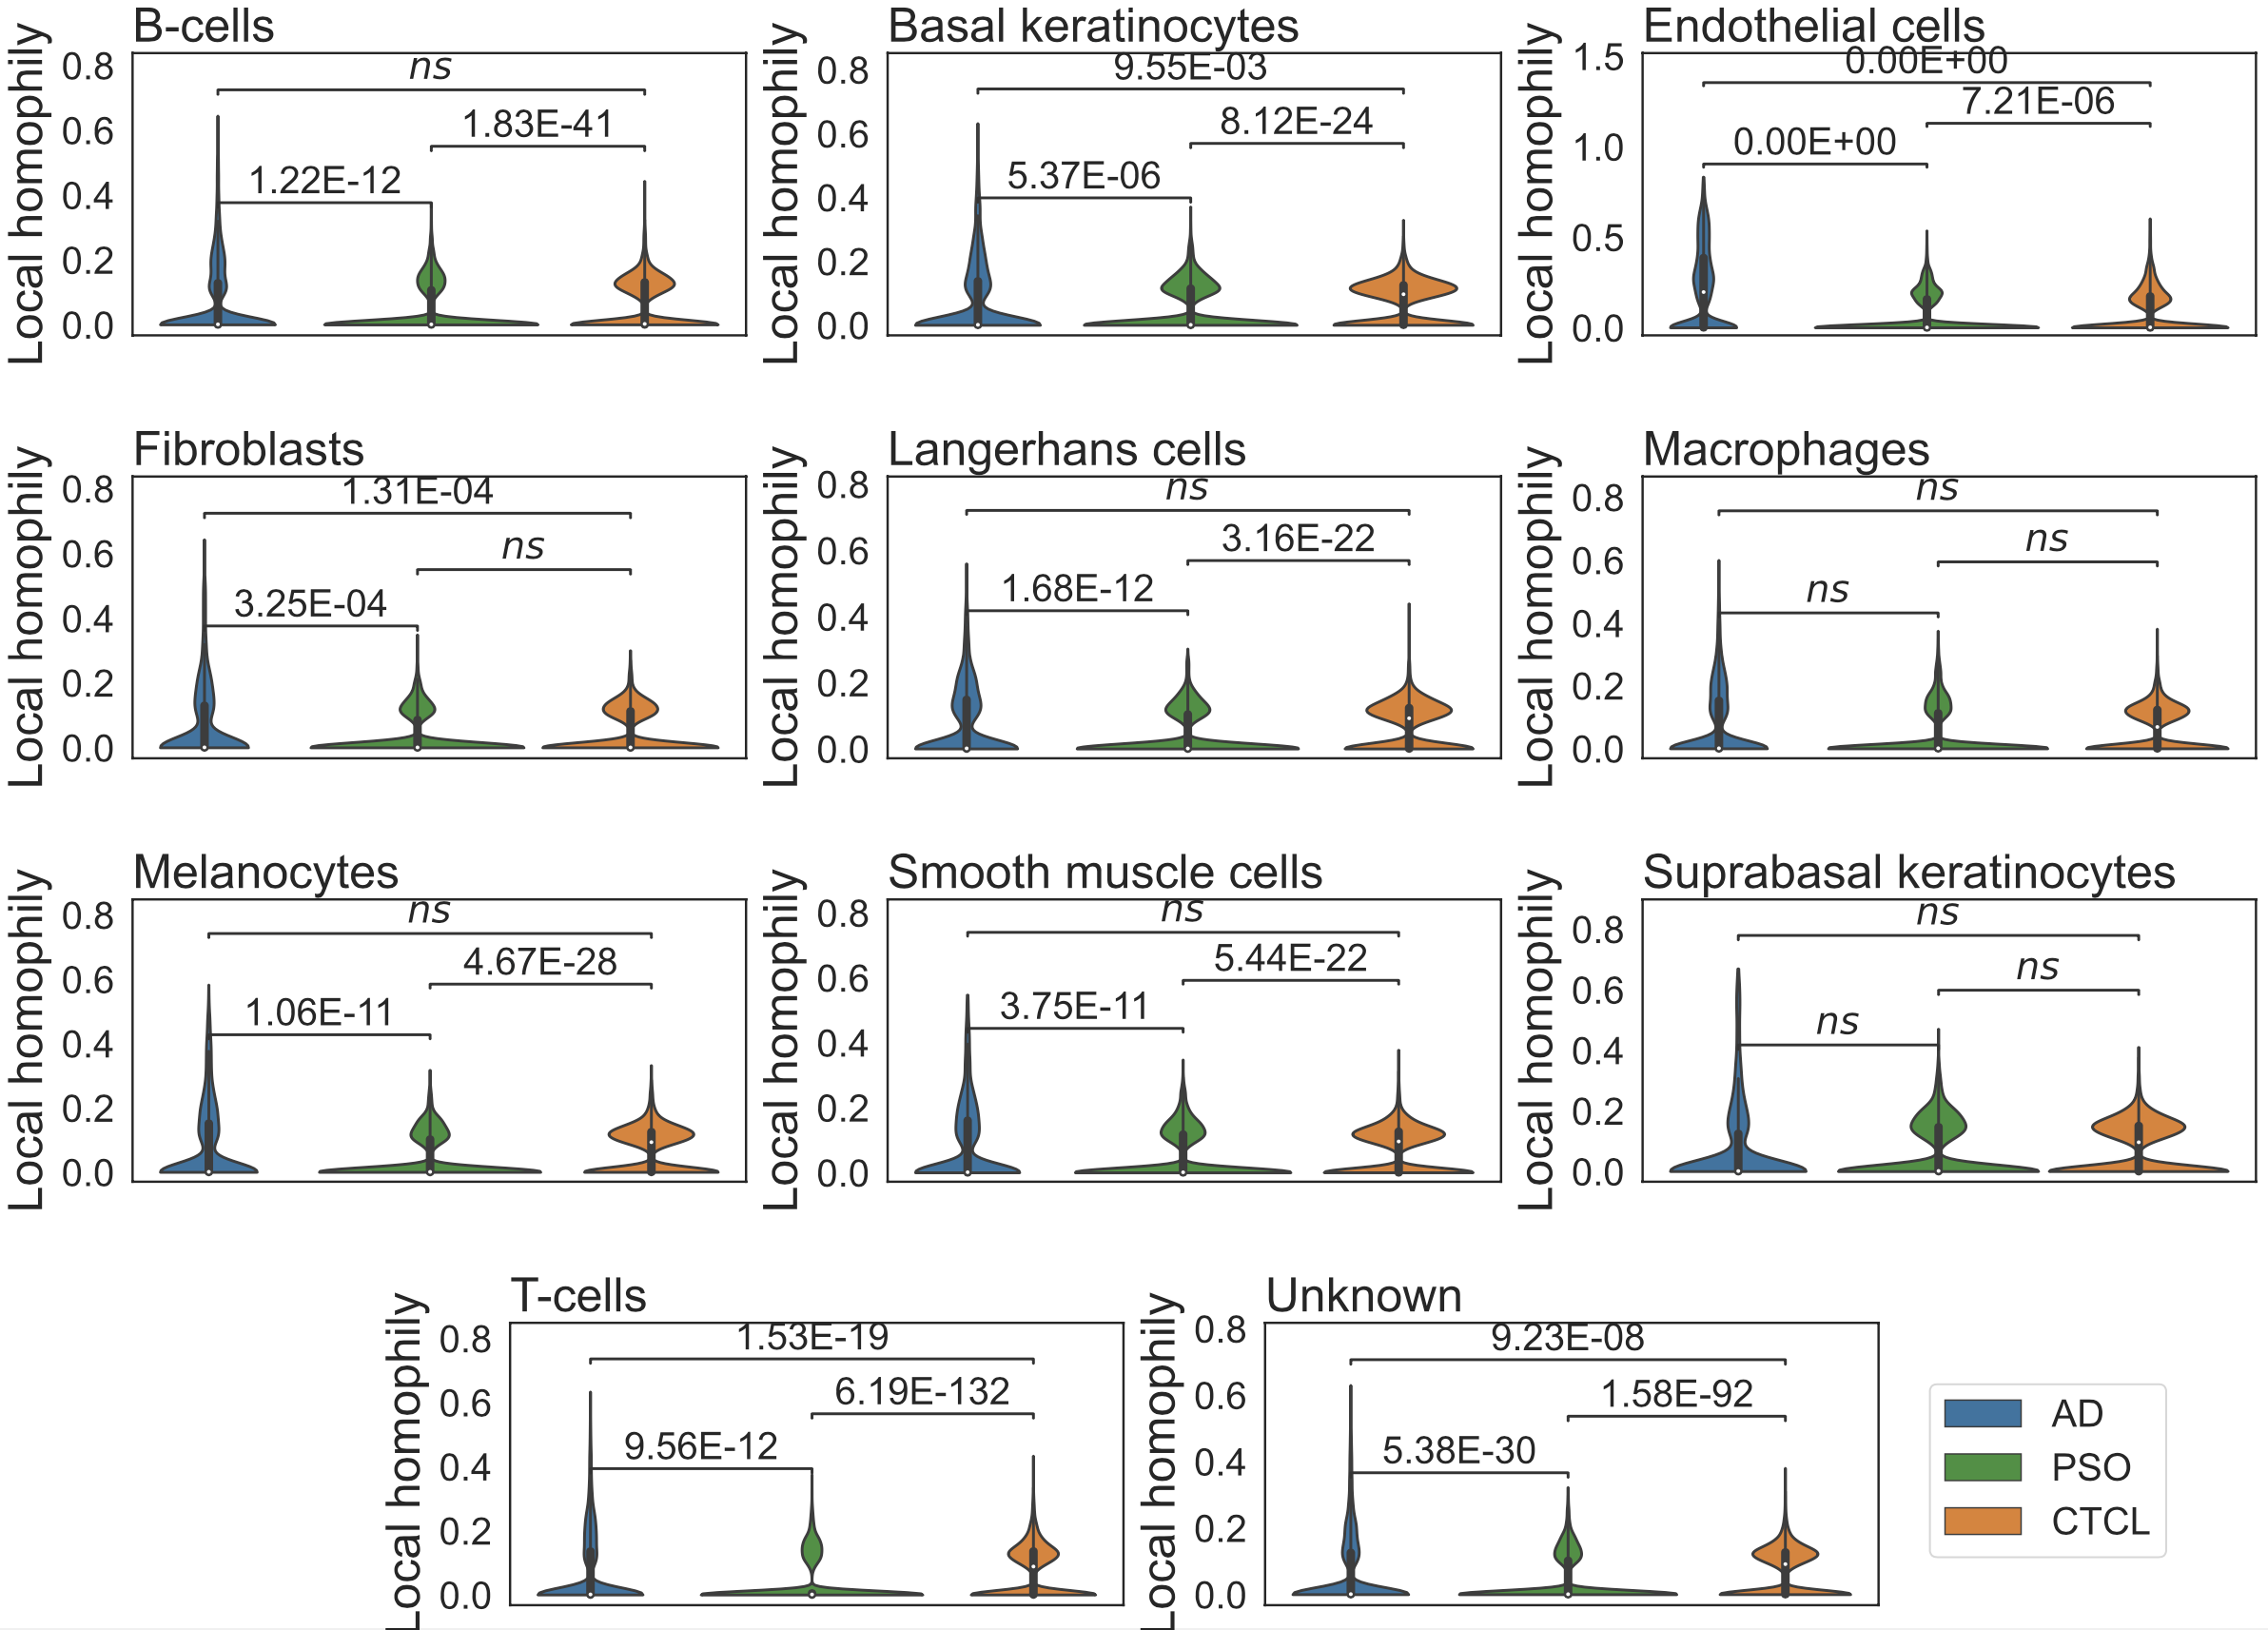 B-cells
Local homophily
0.8
0.6
0.4
0.2
0.0
ns
1.83E-41
1.22E-12
Basal keratinocytes
Local homophily
0.8
0.6
0.4
0.2
0.0
9.55E-03
8.12E-24
5.37E-06
Endothelial cells
Local homophily
1.5
1.0
0.5
0.0
0.00E+00
7.21E-06
0.00E+00
Fibroblasts
Local homophily
0.8
0.6
0.4
0.2
0.0
1.31E-04
ns
3.25E-04
Langerhans cells
Local homophily
0.8
0.6
0.4
0.2
0.0
ns
3.16E-22
1.68E-12
Macrophages
Local homophily
0.8
0.6
0.4
0.2
0.0
ns
ns
ns
Melanocytes
Local homophily
0.8
0.6
0.4
0.2
0.0
ns
4.67E-28
1.06E-11
Smooth muscle cells
Local homophily
0.8
0.6
0.4
0.2
0.0
ns
5.44E-22
3.75E-11
Suprabasal keratinocytes
Local homophily
0.8
0.6
0.4
0.2
0.0
ns
ns
ns
T-cells
Local homophily
0.8
0.6
0.4
0.2
0.0
1.53E-19
6.19E-132
9.56E-12
Unknown
Local homophily
0.8
0.6
0.4
0.2
0.0
9.23E-08
1.58E-92
5.38E-30
AD
PSO
CTCL